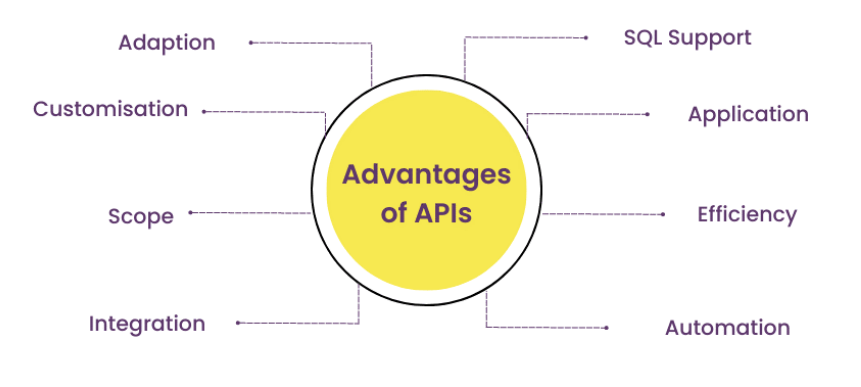 Adaption
SQL Support
Customisation
Application
Advantages
of APIs
Scope
Efficiency
Integration
Automation